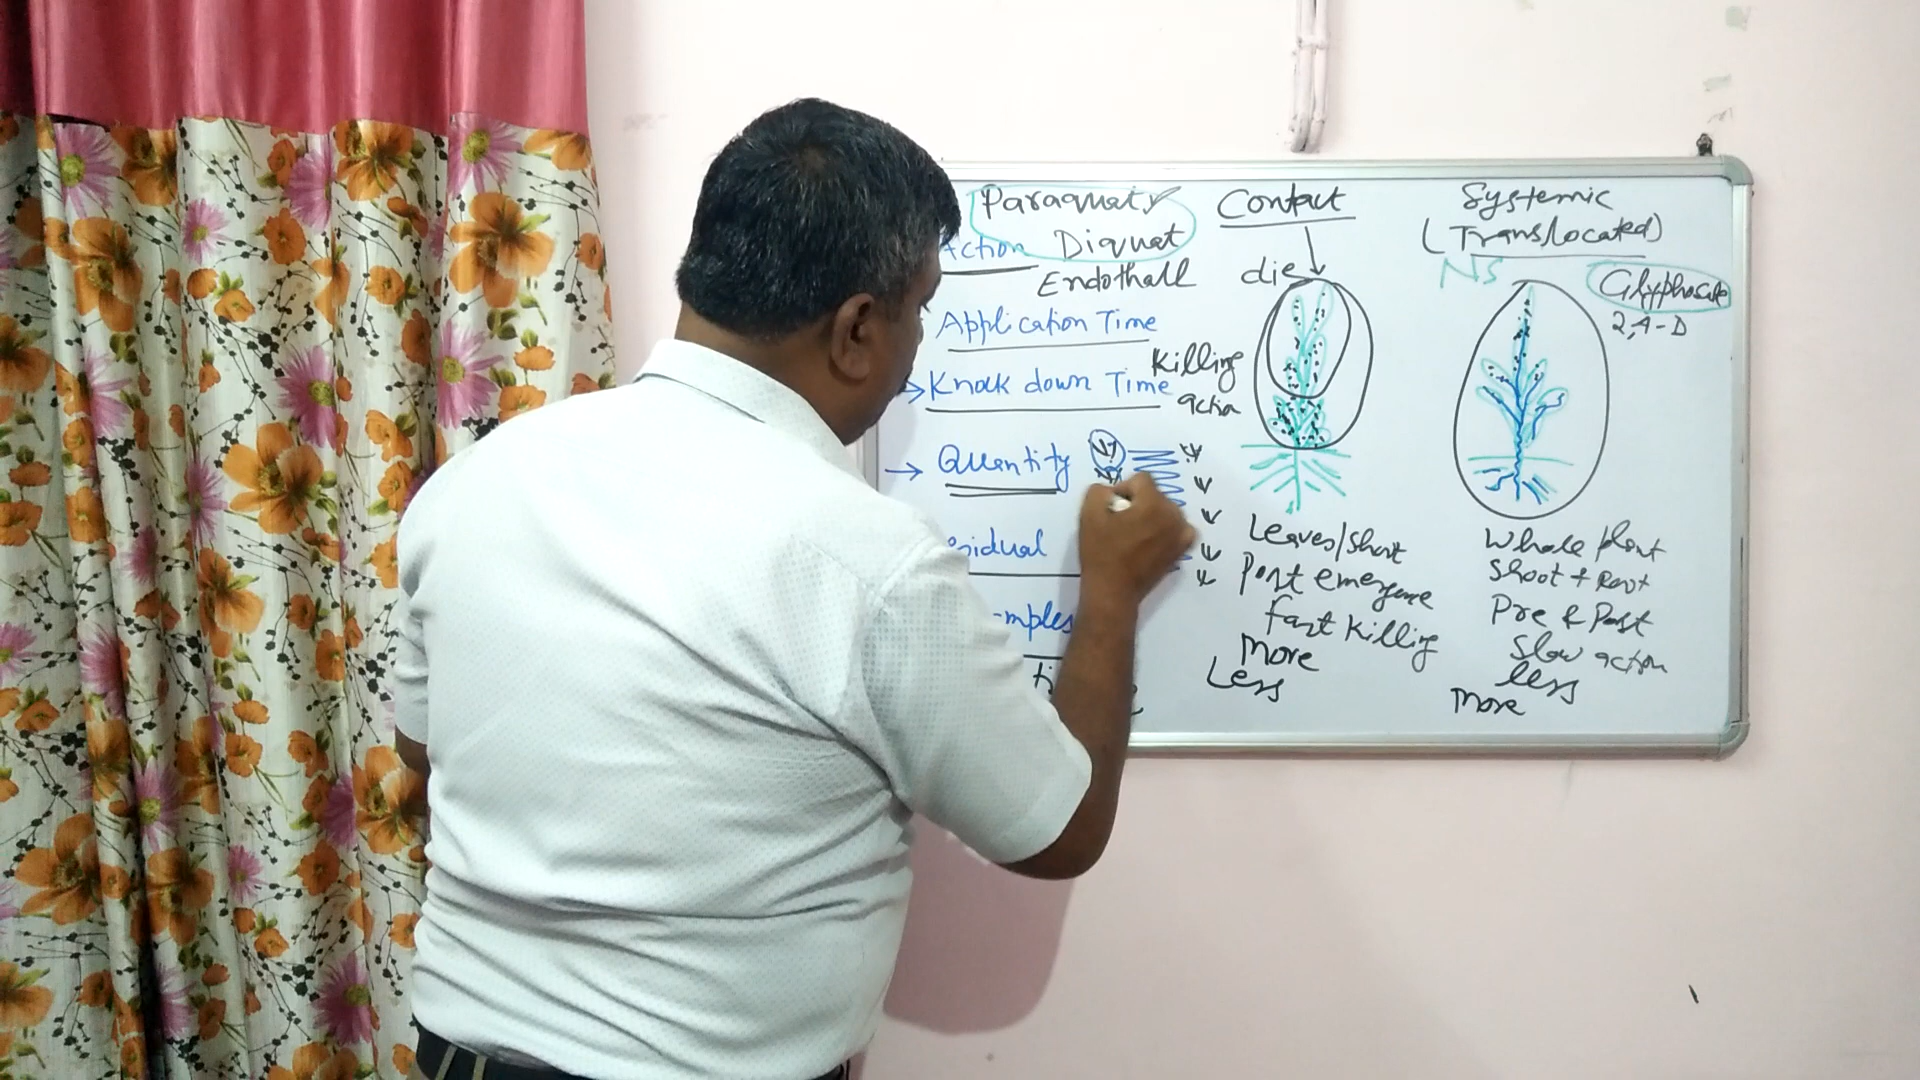 Paraquat
Action Diquat
Endothall
Application Time
Knock down Time
Quantity
esidual
-mples
Contact
die
Killing
action
Leaves/Shoot
Post emergence
Fast Killing
More
Less
Systemic
(Translocated)
NS
Glyphosate
2,4-D
Whole plant
Shoot + Root
Pre & Post
Slow action
less
More